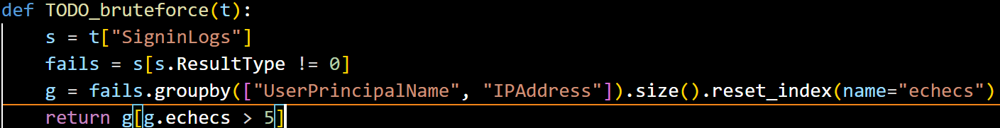 def TODO_bruteforce(t):
    s = t["SigninLogs"]
    fails = s[s.ResultType != 0]
    g = fails.groupby(["UserPrincipalName", "IPAddress"]).size().reset_index(name="echecs")
    return g[g.echecs > 5]